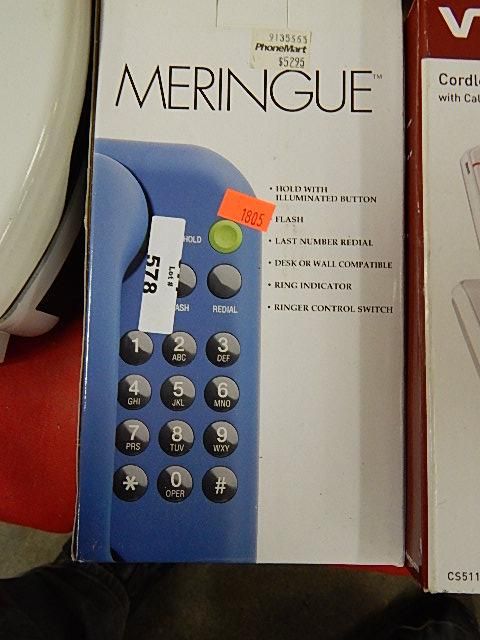 9135553
PhoneMart
$5295
MERINGUE™
• HOLD WITH
ILLUMINATED BUTTON
FLASH
• LAST NUMBER REDIAL
• DESK OR WALL COMPATIBLE
• RING INDICATOR
• RINGER CONTROL SWITCH
1805
HOLD
Lot #
578
ASH
REDIAL
1
2
ABC
3
DEF
4
GHI
5
JKL
6
MNO
7
PRS
8
TUV
9
WXY
*
0
OPER
#
V
Cordl
with Cal
CS511